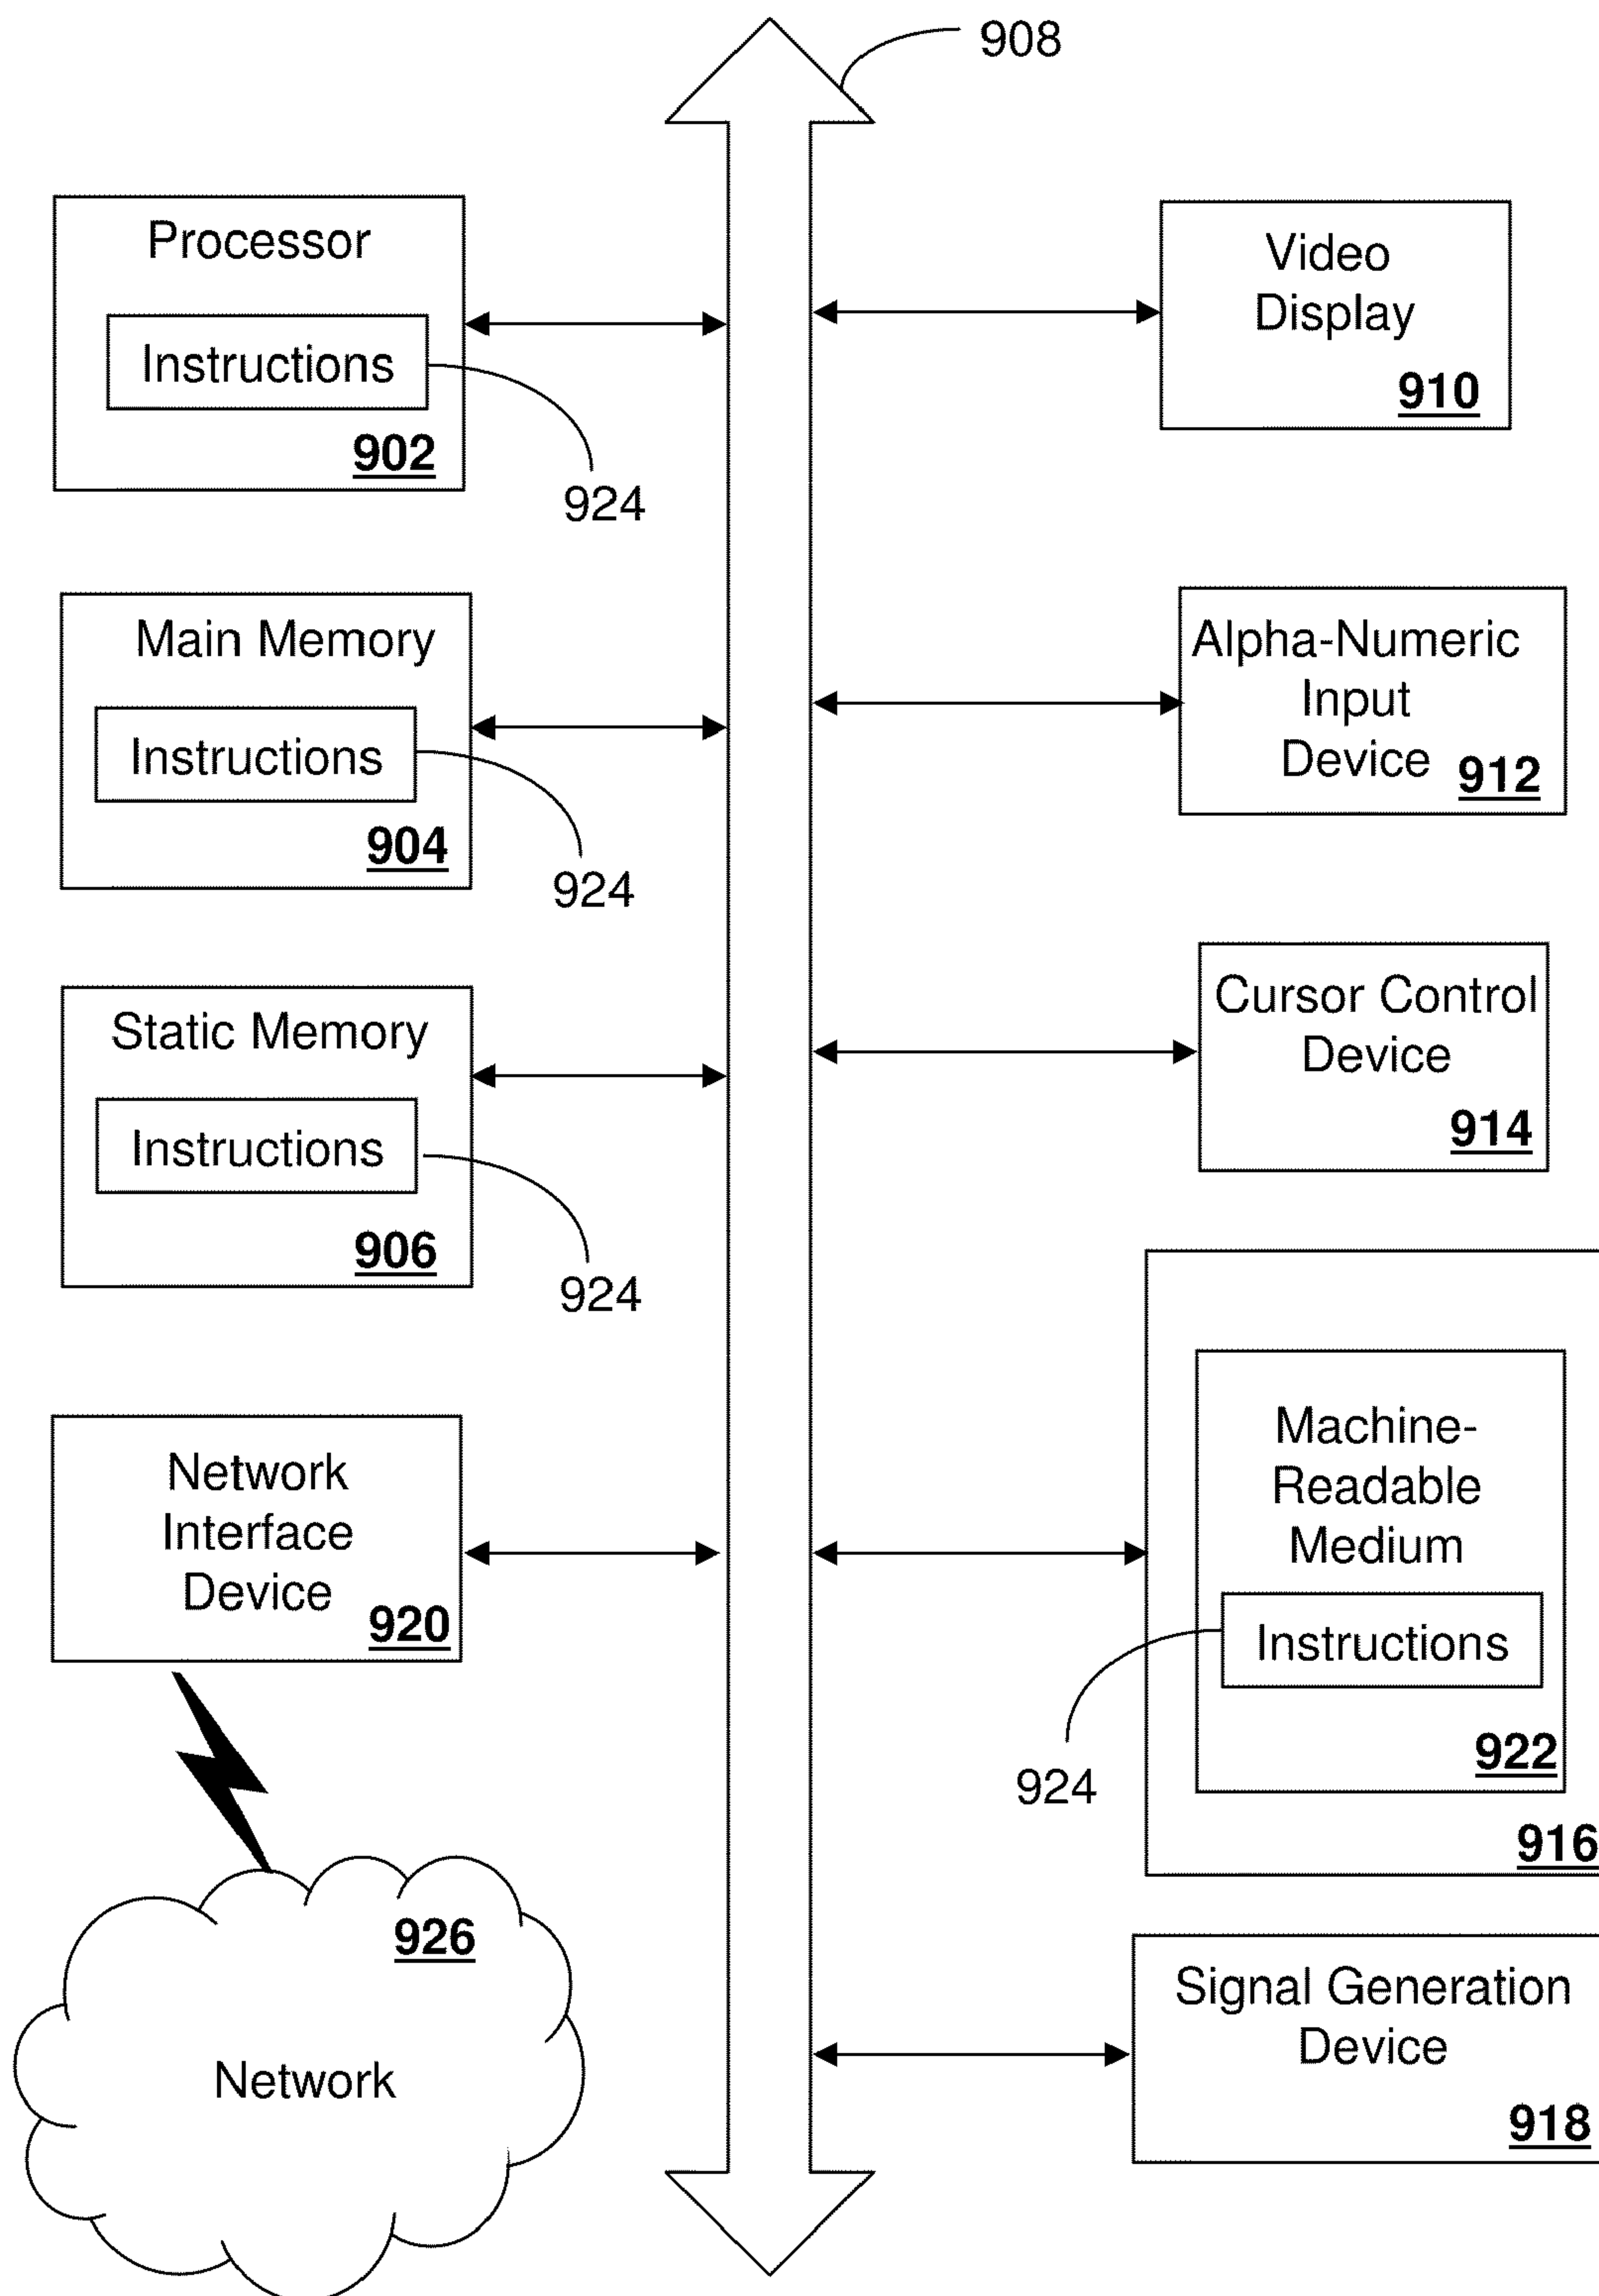 908
Processor
Instructions
902
924
Main Memory
Instructions
904
924
Static Memory
Instructions
906
924
Network
Interface
Device
920
926
Network
Video
Display
910
Alpha-Numeric
Input
Device
912
Cursor Control
Device
914
Machine-
Readable
Medium
Instructions
922
924
916
Signal Generation
Device
918